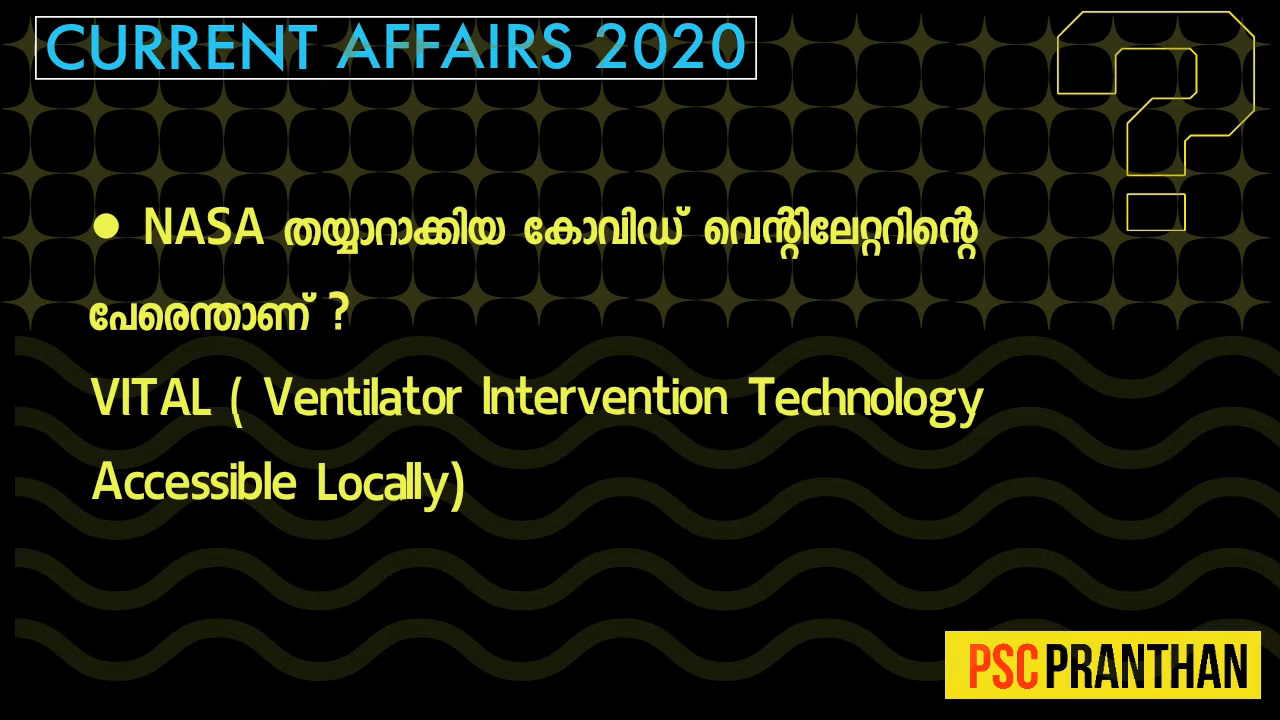 CURRENT AFFAIRS 2020
?
● NASA തയ്യാറാക്കിയ കോവിഡ് വെന്റിലേറ്ററിന്റെ
പേരെന്താണ് ?
VITAL ( Ventilator Intervention Technology
Accessible Locally)
PSC PRANTHAN